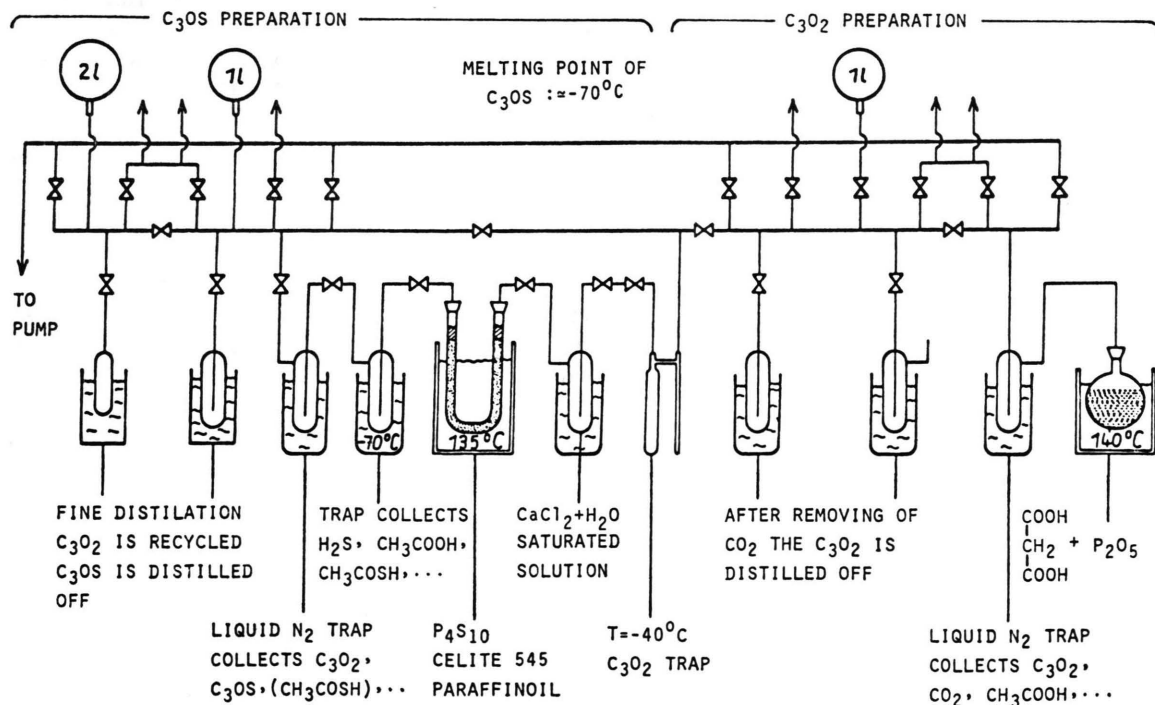 C₃OS PREPARATION
C₃O₂ PREPARATION
2l
1l
MELTING POINT OF
C₃OS :≃-70°C
1l
TO
PUMP
-70°C
135°C
140°C
FINE DISTILATION
C₃O₂ IS RECYCLED
C₃OS IS DISTILLED
OFF
TRAP COLLECTS
H₂S, CH₃COOH,
CH₃COSH,...
CaCl₂+H₂O
SATURATED
SOLUTION
AFTER REMOVING OF
CO₂ THE C₃O₂ IS
DISTILLED OFF
COOH
CH₂ + P₂O₅
COOH
LIQUID N₂ TRAP
COLLECTS C₃O₂,
C₃OS,(CH₃COSH),...
P₄S₁₀
CELITE 545
PARAFFINOIL
T=-40°C
C₃O₂ TRAP
LIQUID N₂ TRAP
COLLECTS C₃O₂,
CO₂, CH₃COOH,...